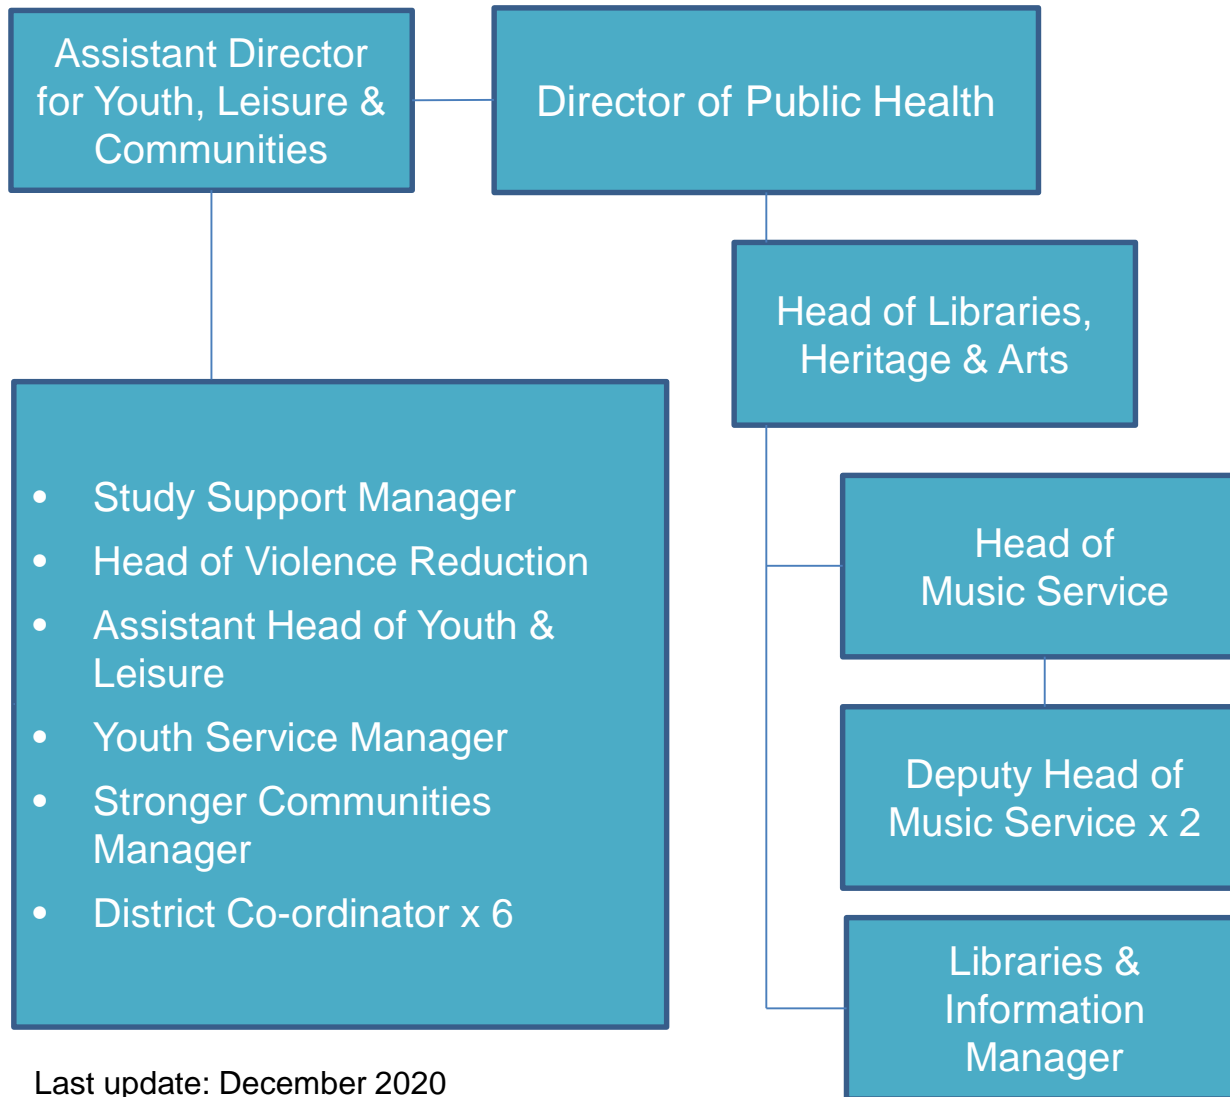 Assistant Director
for Youth, Leisure &
Communities
Director of Public Health
Head of Libraries,
Heritage & Arts
• Study Support Manager
• Head of Violence Reduction
• Assistant Head of Youth &
Leisure
• Youth Service Manager
• Stronger Communities
Manager
• District Co-ordinator x 6
Head of
Music Service
Deputy Head of
Music Service x 2
Libraries &
Information
Manager
Last update: December 2020